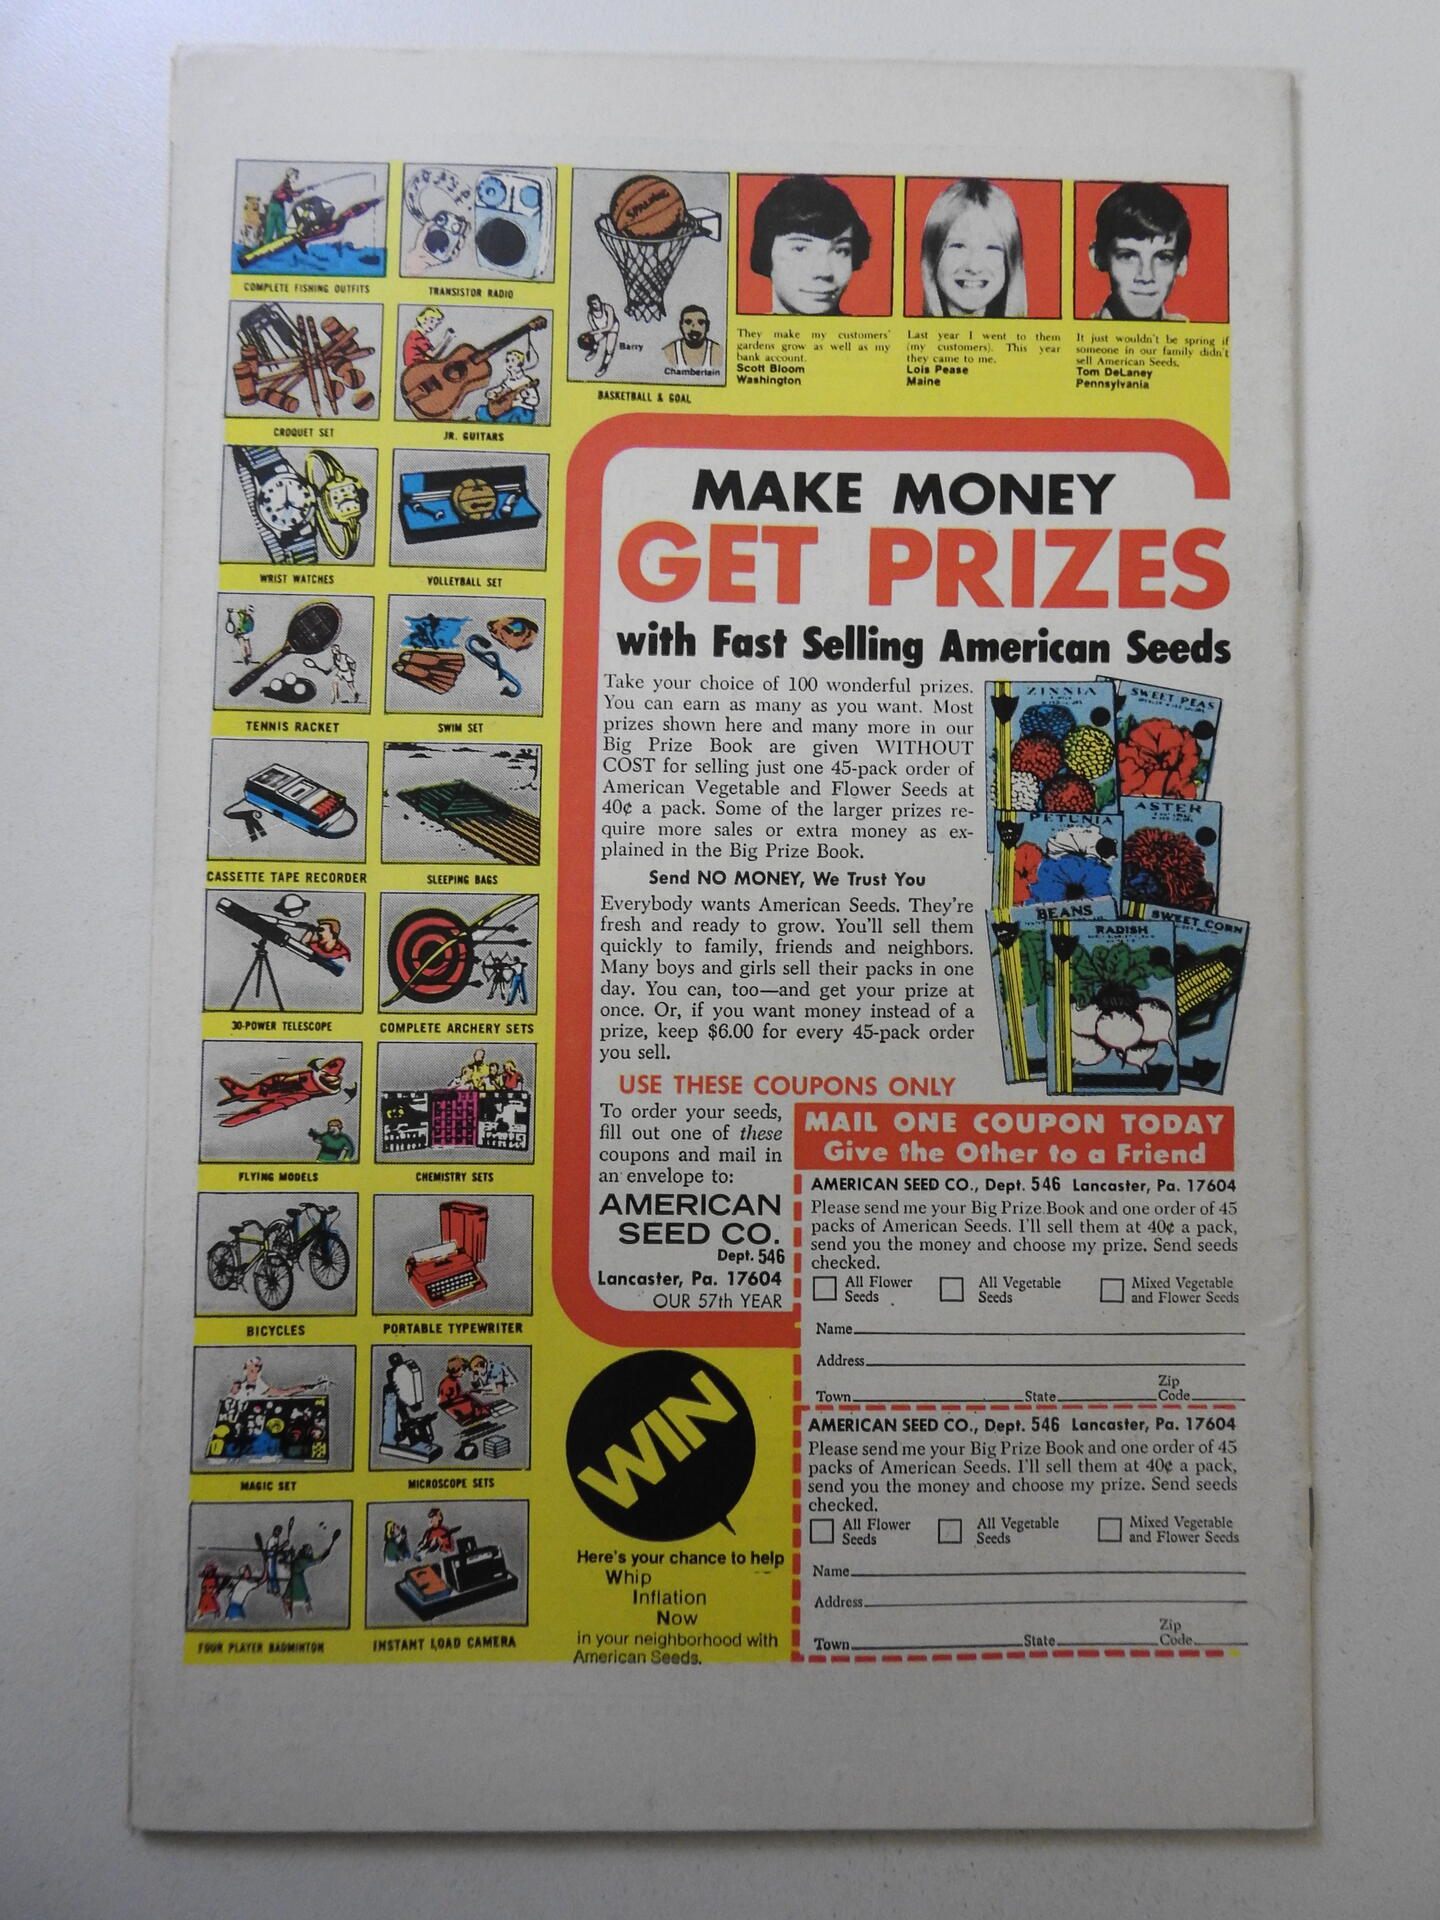 COMPLETE FISHING OUTFITS
TRANSISTOR RADIO
CROQUET SET
JR. GUITARS
WRIST WATCHES
VOLLEYBALL SET
TENNIS RACKET
SWIM SET
CASSETTE TAPE RECORDER
SLEEPING BAGS
30-POWER TELESCOPE
COMPLETE ARCHERY SETS
FLYING MODELS
CHEMISTRY SETS
BICYCLES
PORTABLE TYPEWRITER
MAGIC SET
MICROSCOPE SETS
FOUR PLAYER BADMINTON
INSTANT LOAD CAMERA
SPALDING
Barry
Chamberlain
BASKETBALL & GOAL
They make my customers'
gardens grow as well as my
bank account.
Scott Bloom
Washington
Last year I went to them
(my customers). This year
they came to me.
Lois Pease
Maine
It just wouldn't be spring if
someone in our family didn't
sell American Seeds.
Tom DeLaney
Pennsylvania
MAKE MONEY
GET PRIZES
with Fast Selling American Seeds
Take your choice of 100 wonderful prizes.
You can earn as many as you want. Most
prizes shown here and many more in our
Big Prize Book are given WITHOUT
COST for selling just one 45-pack order of
American Vegetable and Flower Seeds at
40¢ a pack. Some of the larger prizes re-
quire more sales or extra money as ex-
plained in the Big Prize Book.
Send NO MONEY, We Trust You
Everybody wants American Seeds. They're
fresh and ready to grow. You'll sell them
quickly to family, friends and neighbors.
Many boys and girls sell their packs in one
day. You can, too—and get your prize at
once. Or, if you want money instead of a
prize, keep $6.00 for every 45-pack order
you sell.
ZINNIA
SWEET PEAS
PETUNIA
ASTER
BEANS
RADISH
SWEET CORN
USE THESE COUPONS ONLY
To order your seeds,
fill out one of these
coupons and mail in
an envelope to:
AMERICAN
SEED CO.
Dept. 546
Lancaster, Pa. 17604
OUR 57th YEAR
MAIL ONE COUPON TODAY
Give the Other to a Friend
AMERICAN SEED CO., Dept. 546 Lancaster, Pa. 17604
Please send me your Big Prize Book and one order of 45
packs of American Seeds. I'll sell them at 40¢ a pack,
send you the money and choose my prize. Send seeds
checked.
All Flower Seeds
All Vegetable Seeds
Mixed Vegetable and Flower Seeds
Name
Address
Town State Zip Code
AMERICAN SEED CO., Dept. 546 Lancaster, Pa. 17604
Please send me your Big Prize Book and one order of 45
packs of American Seeds. I'll sell them at 40¢ a pack,
send you the money and choose my prize. Send seeds
checked.
All Flower Seeds
All Vegetable Seeds
Mixed Vegetable and Flower Seeds
Name
Address
Town State Zip Code
WIN
Here's your chance to help
Whip
Inflation
Now
in your neighborhood with
American Seeds.